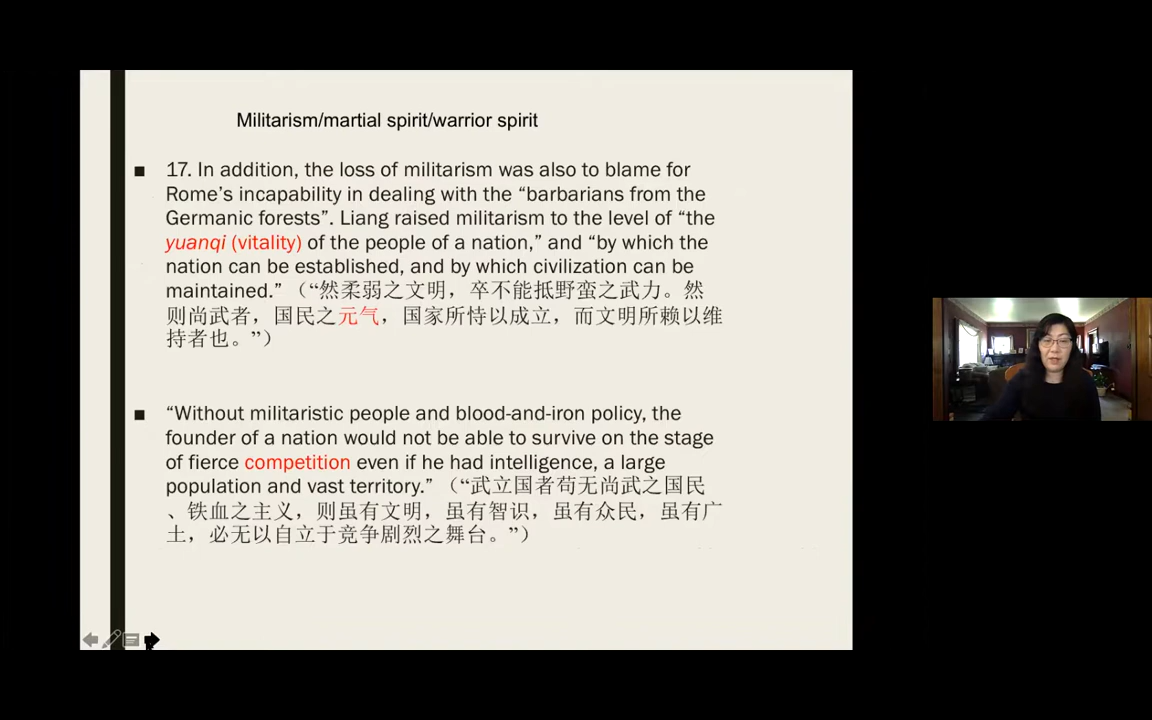 Militarism/martial spirit/warrior spirit
■ 17. In addition, the loss of militarism was also to blame for
Rome's incapability in dealing with the “barbarians from the
Germanic forests”. Liang raised militarism to the level of “the
yuanqi (vitality) of the people of a nation,” and “by which the
nation can be established, and by which civilization can be
maintained.” （“然柔弱之文明，卒不能抵野蛮之武力。然
则尚武者，国民之元气，国家所恃以成立，而文明所赖以维
持者也。”）
■ “Without militaristic people and blood-and-iron policy, the
founder of a nation would not be able to survive on the stage
of fierce competition even if he had intelligence, a large
population and vast territory.” （“武立国者苟无尚武之国民
、铁血之主义，则虽有文明，虽有智识，虽有众民，虽有广
土，必无以自立于竞争剧烈之舞台。”）